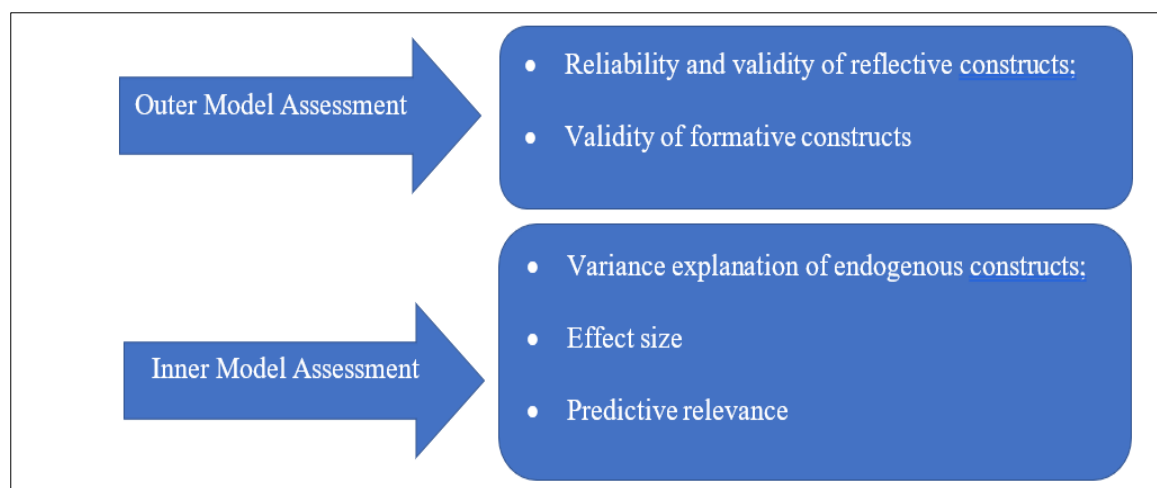 Outer Model Assessment
• Reliability and validity of reflective constructs;
• Validity of formative constructs
Inner Model Assessment
• Variance explanation of endogenous constructs;
• Effect size
• Predictive relevance